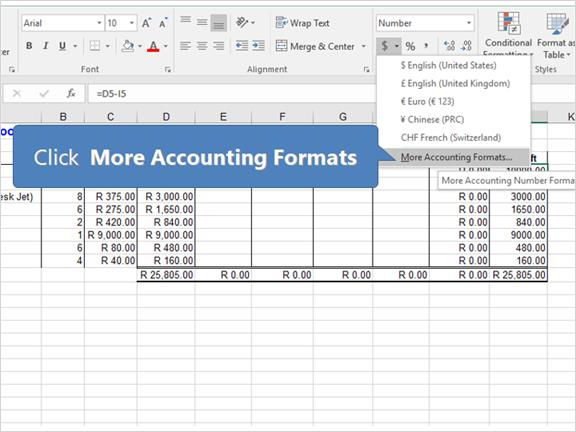 Arial 10 Wrap Text Number
B I U Merge & Center $ % , Conditional Format as
Formatting Table
Font Alignment Styles
$ English (United States)
£ English (United Kingdom)
€ Euro (€ 123)
¥ Chinese (PRC)
CHF French (Switzerland)
More Accounting Formats...
More Accounting Number Forma
fx =D5-I5
B C D E F G K
Click More Accounting Formats
esk Jet) 8 R 375.00 R 3,000.00 R 0.00 3000.00
6 R 275.00 R 1,650.00 R 0.00 1650.00
2 R 420.00 R 840.00 R 0.00 840.00
1 R 9,000.00 R 9,000.00 R 0.00 9000.00
6 R 80.00 R 480.00 R 0.00 480.00
4 R 40.00 R 160.00 R 0.00 160.00
R 25,805.00 R 0.00 R 0.00 R 0.00 R 0.00 R 0.00 R 25,805.00